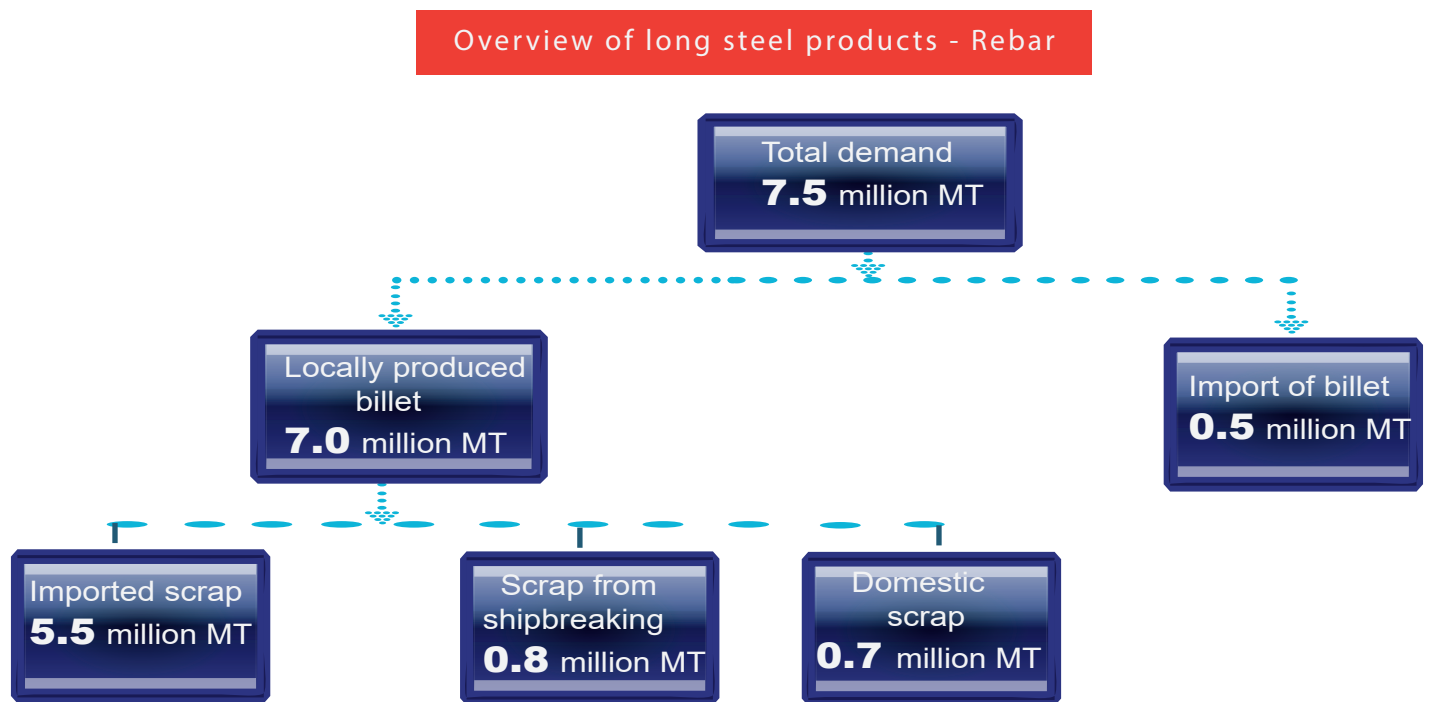 Overview of long steel products - Rebar
Total demand
7.5 million MT
Locally produced
billet
7.0 million MT
Import of billet
0.5 million MT
Imported scrap
5.5 million MT
Scrap from
shipbreaking
0.8 million MT
Domestic
scrap
0.7 million MT